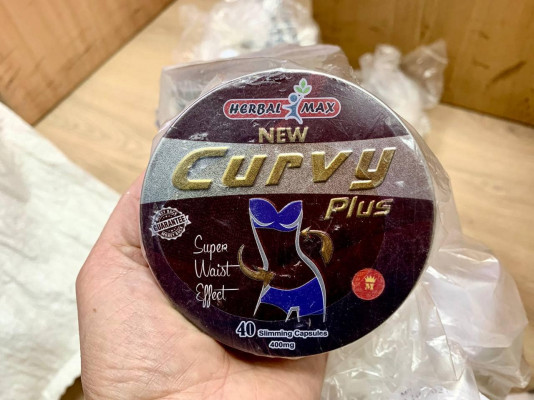 HERBAL MAX
NEW
Curvy
Plus
GUARANTEE
Super
Waist
Effect
M
40 Slimming Capsules
400mg